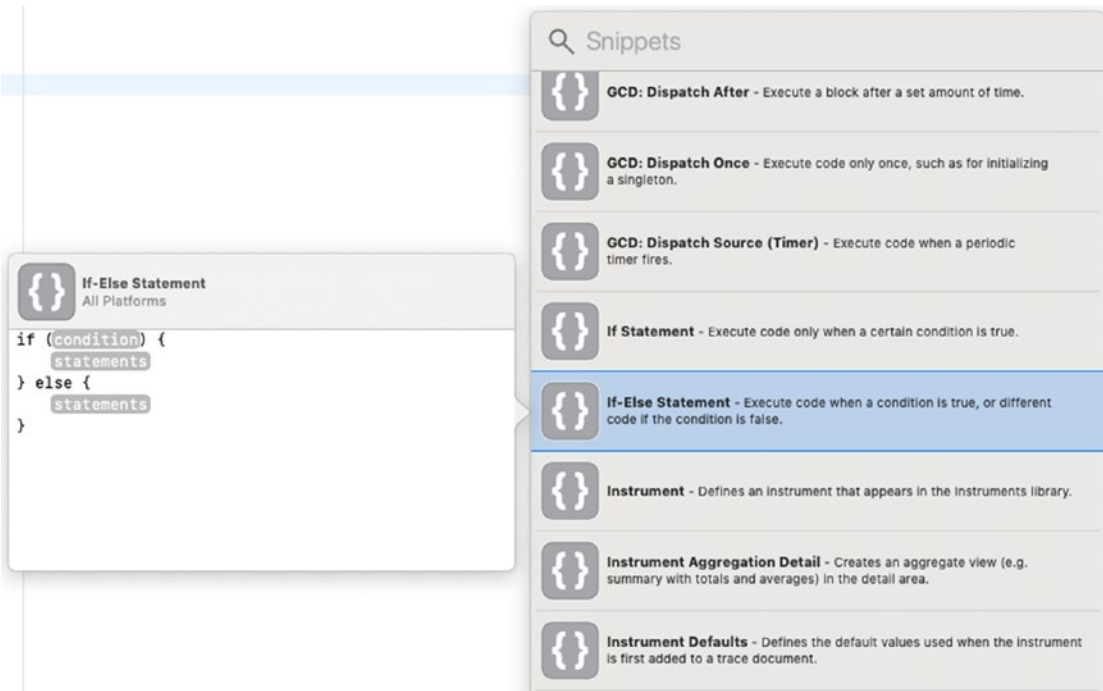 Snippets
GCD: Dispatch After - Execute a block after a set amount of time.
GCD: Dispatch Once - Execute code only once, such as for initializing
a singleton.
GCD: Dispatch Source (Timer) - Execute code when a periodic
timer fires.
If Statement - Execute code only when a certain condition is true.
If-Else Statement - Execute code when a condition is true, or different
code if the condition is false.
Instrument - Defines an instrument that appears in the Instruments library.
Instrument Aggregation Detail - Creates an aggregate view (e.g.
summary with totals and averages) in the detail area.
Instrument Defaults - Defines the default values used when the instrument
is first added to a trace document.
If-Else Statement
All Platforms
if (condition) {
    statements
} else {
    statements
}